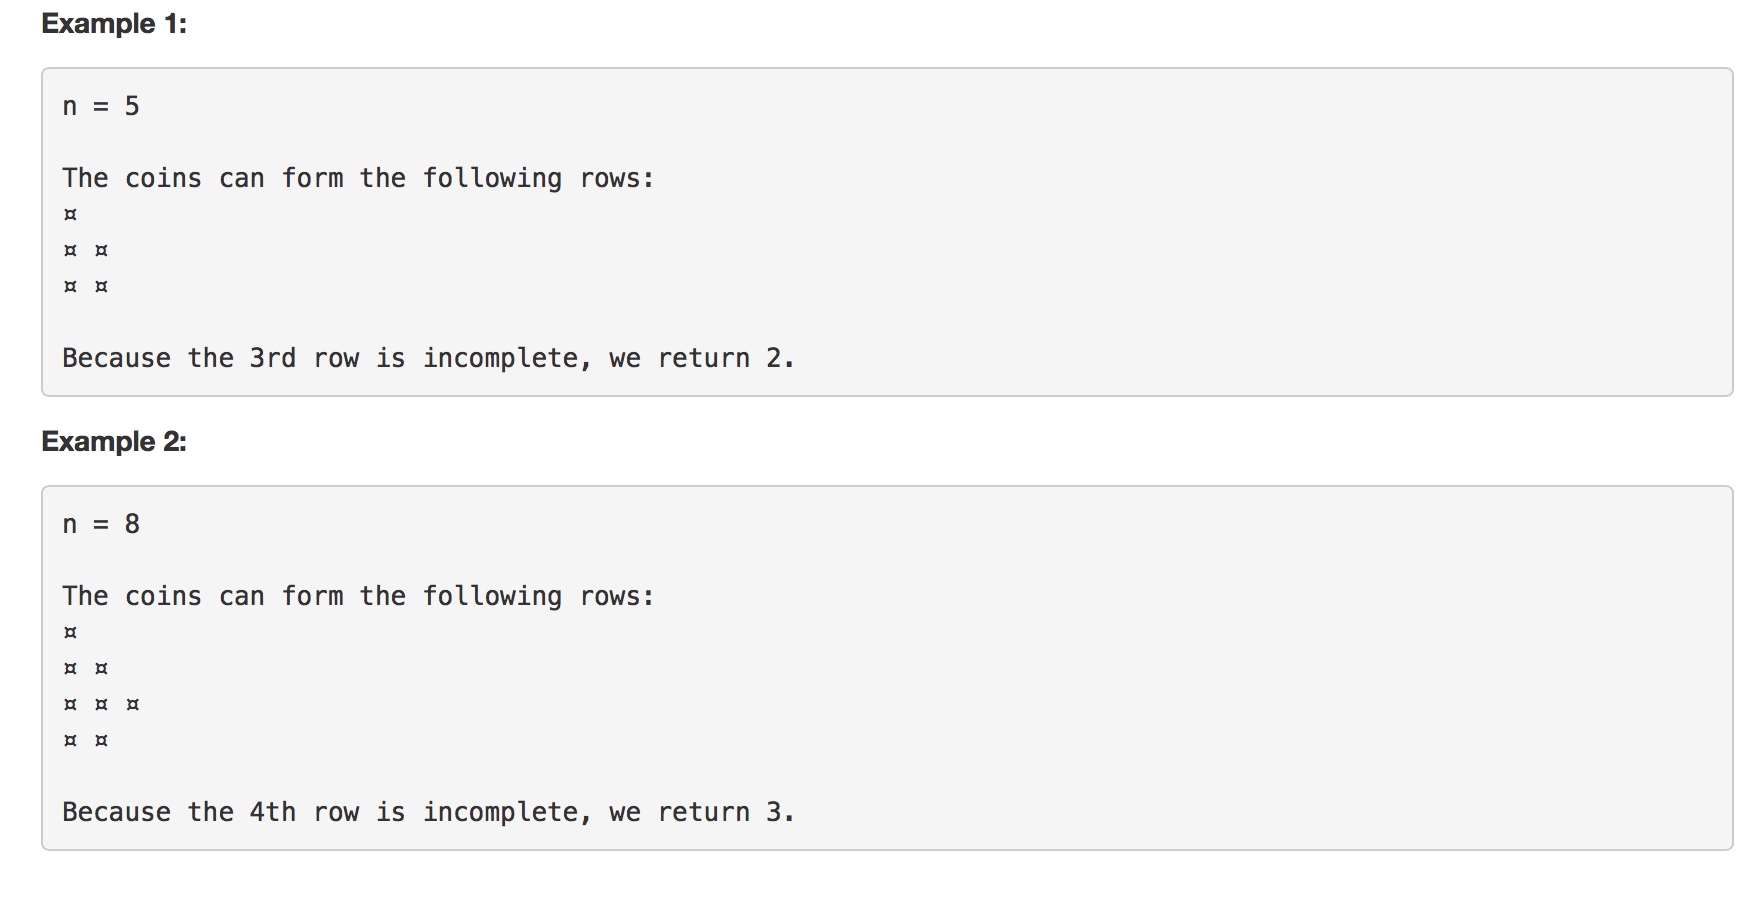 Example 1:
n = 5
The coins can form the following rows:
¤
¤ ¤
¤ ¤
Because the 3rd row is incomplete, we return 2.
Example 2:
n = 8
The coins can form the following rows:
¤
¤ ¤
¤ ¤ ¤
¤ ¤
Because the 4th row is incomplete, we return 3.